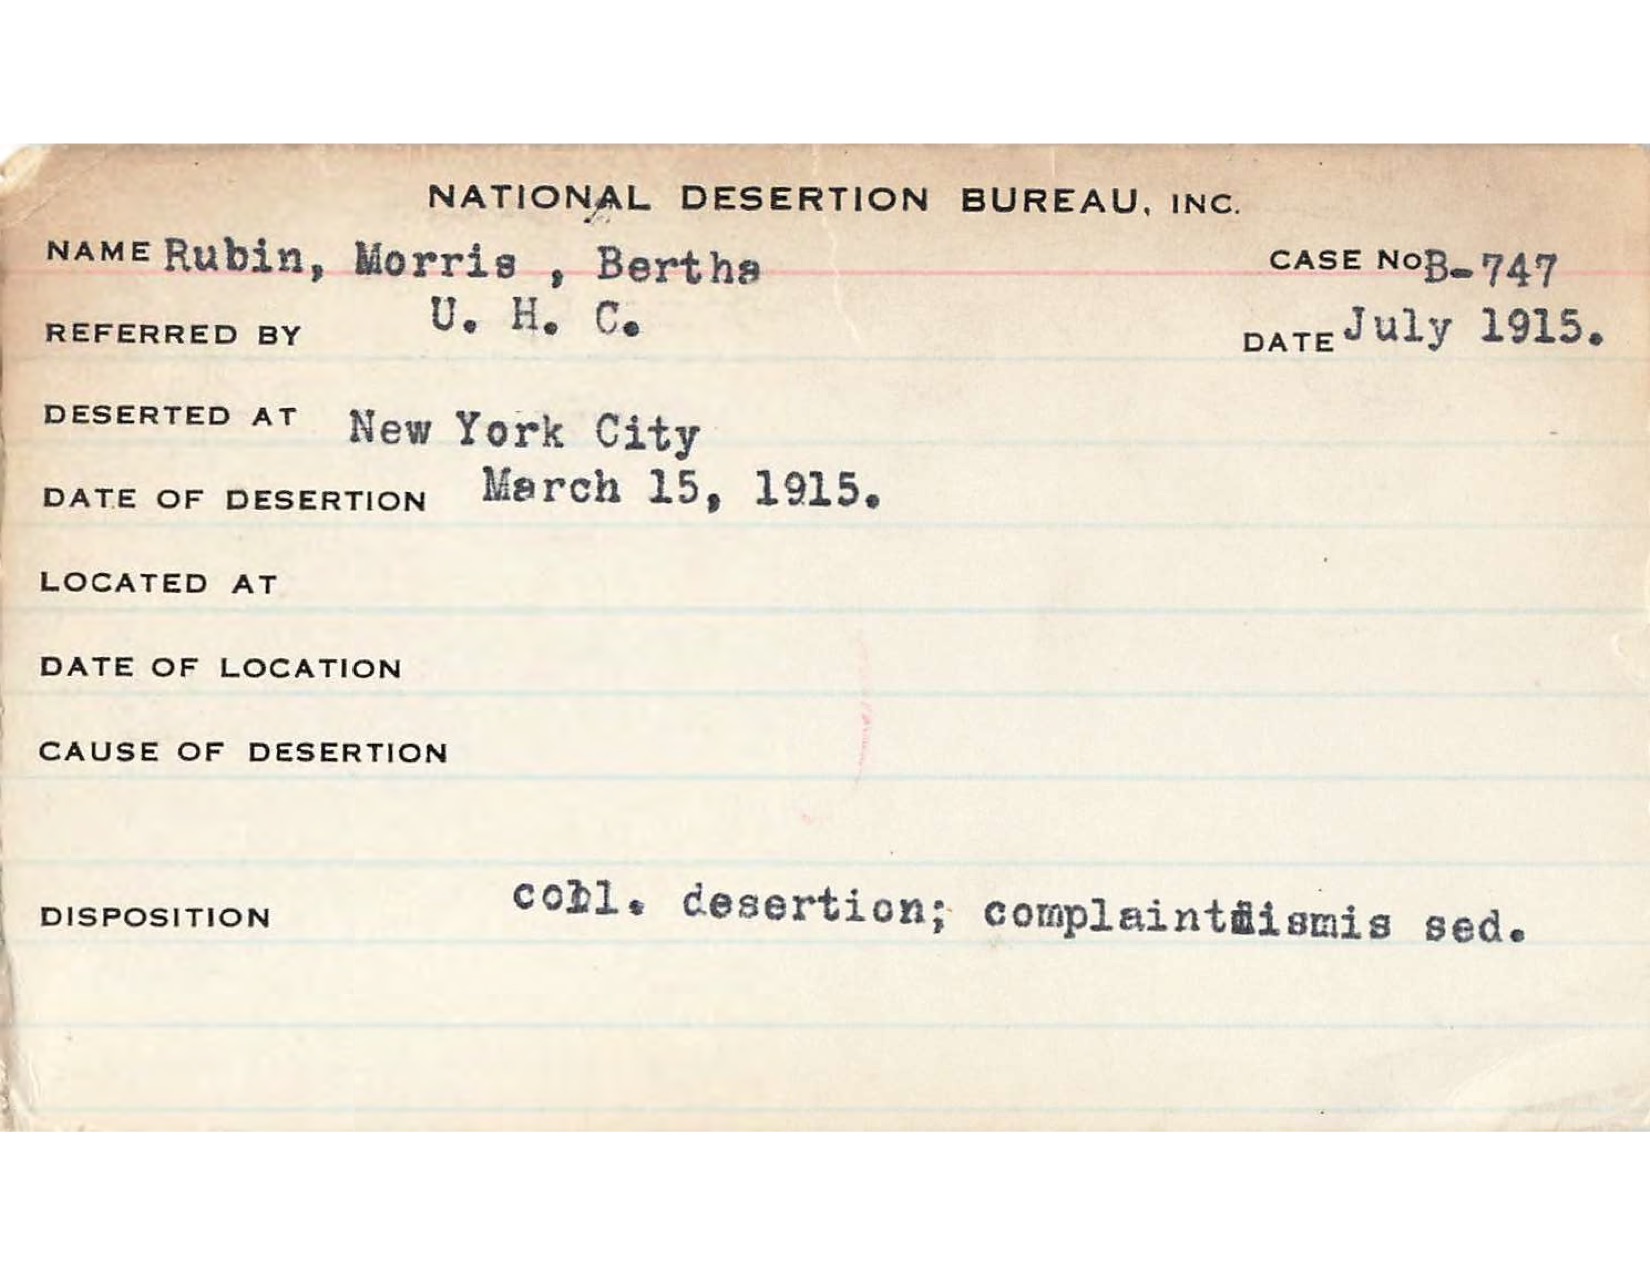 NATIONAL DESERTION BUREAU, INC.
NAME Rubin, Morris , Bertha CASE NO B-747
REFERRED BY U. H. C. DATE July 1915.
DESERTED AT New York City
DATE OF DESERTION March 15, 1915.
LOCATED AT
DATE OF LOCATION
CAUSE OF DESERTION
DISPOSITION coll. desertion; complaint dismis sed.